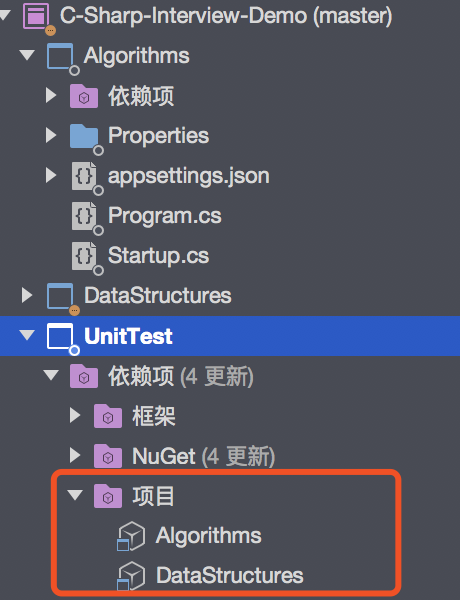 C-Sharp-Interview-Demo (master)
Algorithms
依赖项
Properties
appsettings.json
Program.cs
Startup.cs
DataStructures
UnitTest
依赖项 (4 更新)
框架
NuGet (4 更新)
项目
Algorithms
DataStructures